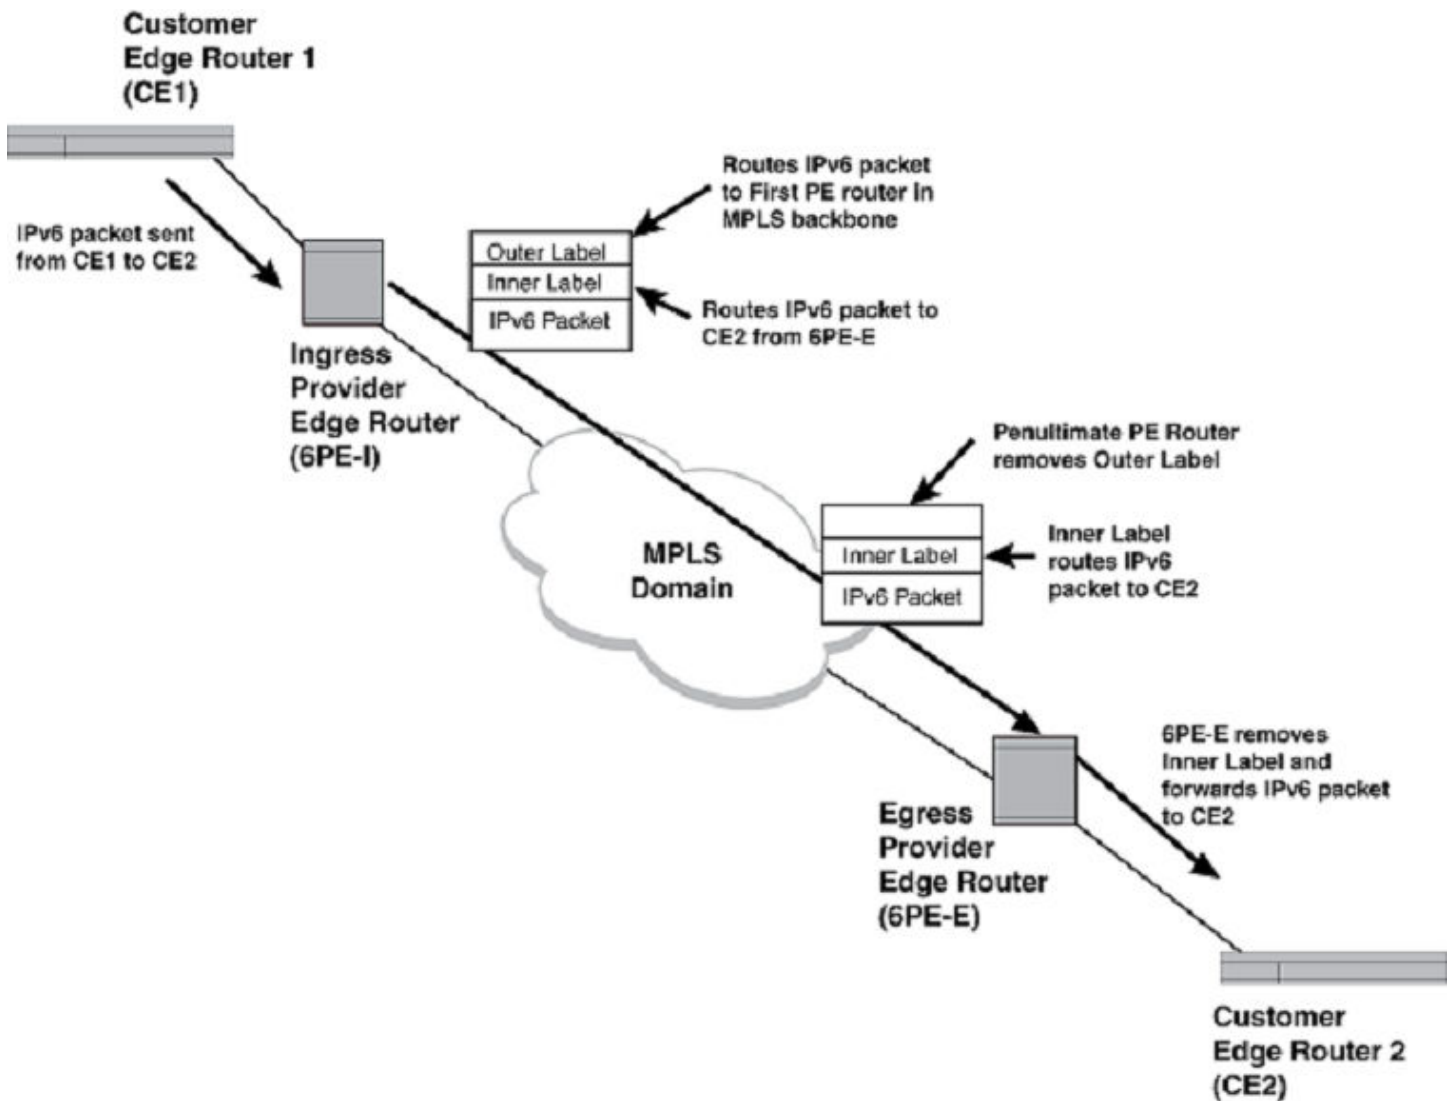 Customer
Edge Router 1
(CE1)
Routes IPv6 packet
to First PE router in
MPLS backbone
IPv6 packet sent
from CE1 to CE2
Outer Label
Inner Label
IPv6 Packet
Routes IPv6 packet to
CE2 from 6PE-E
Ingress
Provider
Edge Router
(6PE-I)
Penultimate PE Router
removes Outer Label
MPLS
Domain
Inner Label
IPv6 Packet
Inner Label
routes IPv6
packet to CE2
6PE-E removes
Inner Label and
forwards IPv6 packet
to CE2
Egress
Provider
Edge Router
(6PE-E)
Customer
Edge Router 2
(CE2)